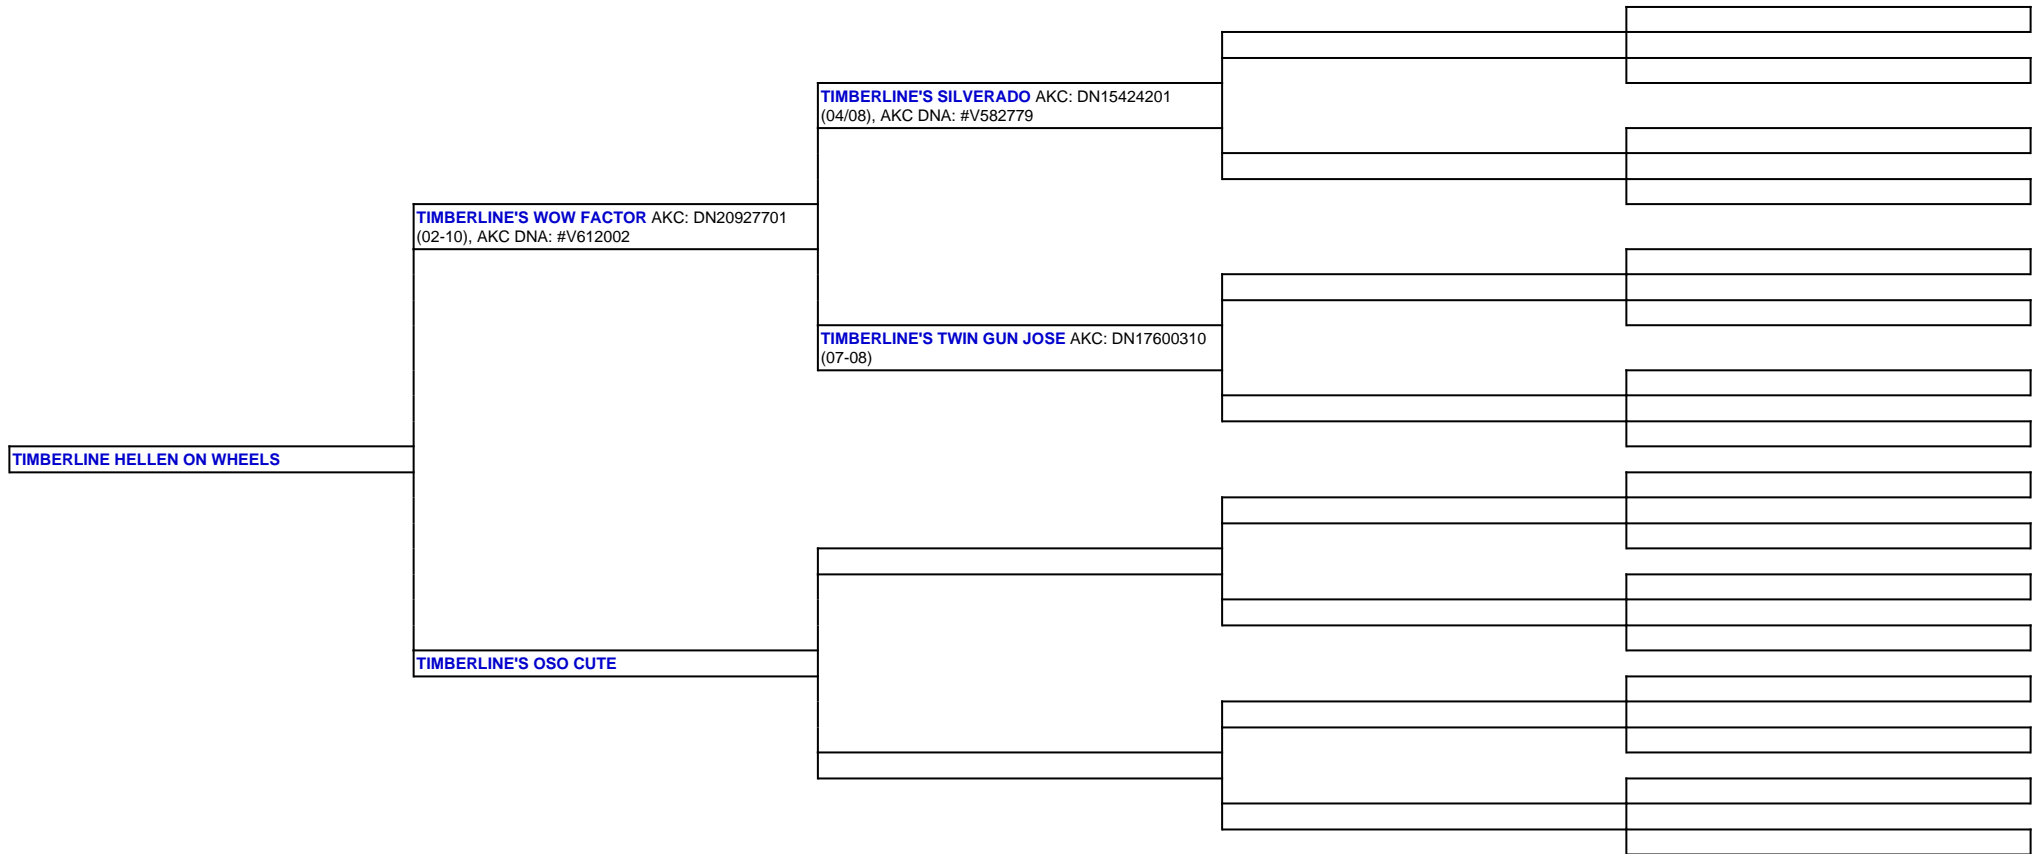 TIMBERLINE'S SILVERADO AKC: DN15424201
(04/08), AKC DNA: #V582779
TIMBERLINE'S WOW FACTOR AKC: DN20927701
(02-10), AKC DNA: #V612002
TIMBERLINE'S TWIN GUN JOSE AKC: DN17600310
(07-08)
TIMBERLINE HELLEN ON WHEELS
TIMBERLINE'S OSO CUTE